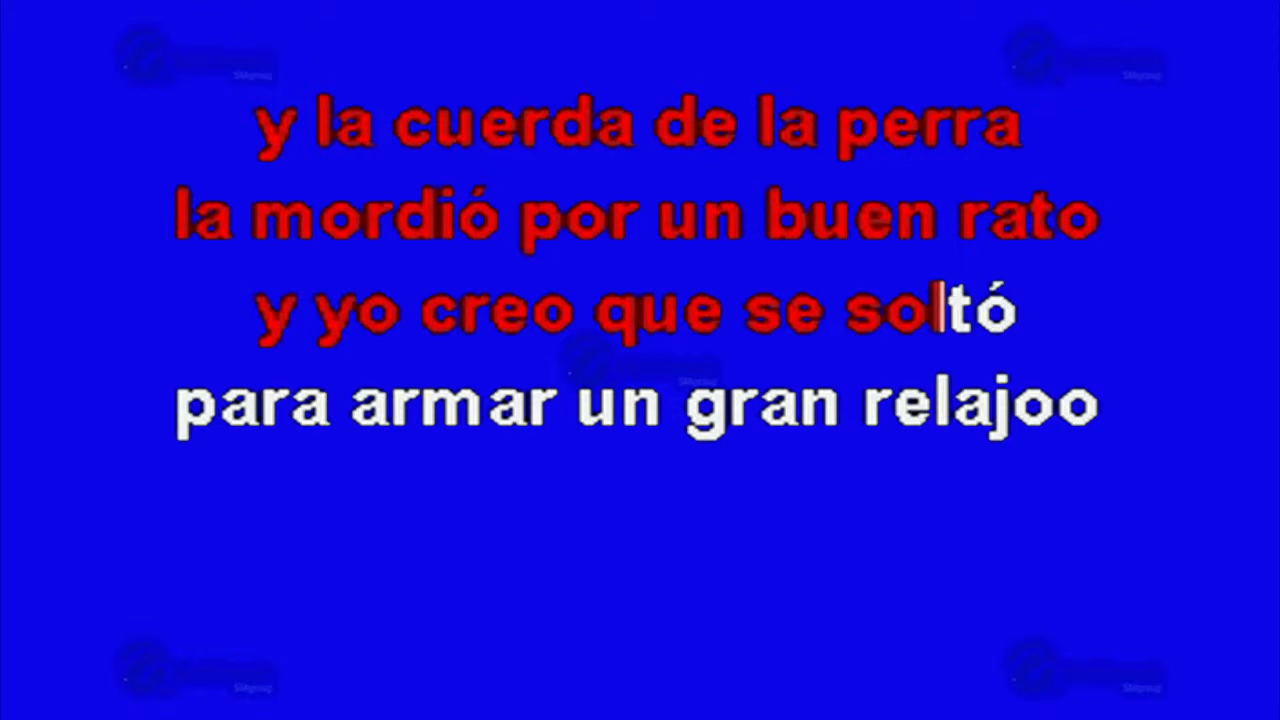 y la cuerda de la perra
la mordió por un buen rato
y yo creo que se soltó
para armar un gran relajoo